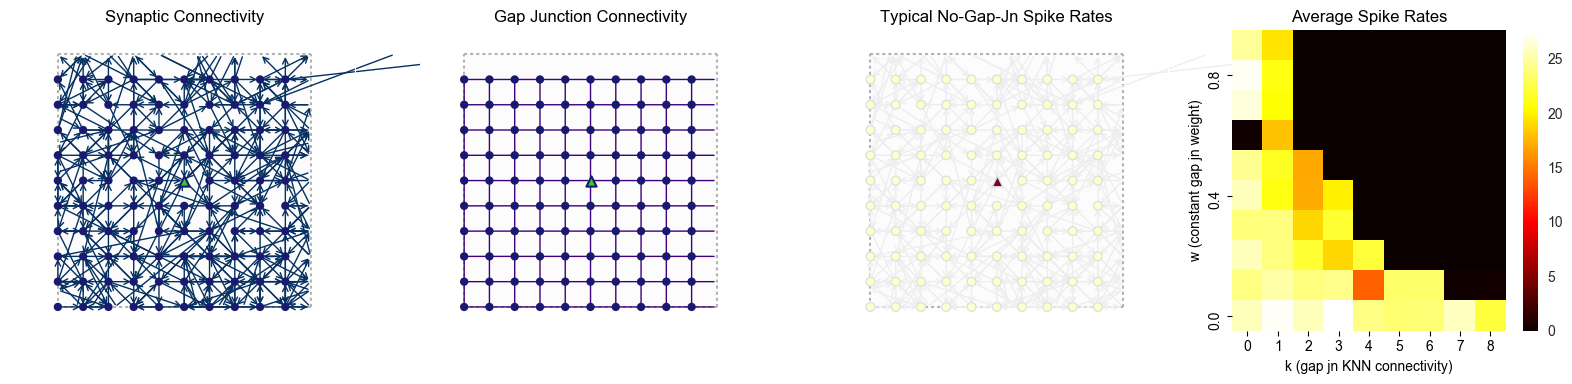 Synaptic Connectivity
Gap Junction Connectivity
Typical No-Gap-Jn Spike Rates
Average Spike Rates
w (constant gap jn weight)
0.8
0.4
0.0
0 1 2 3 4 5 6 7 8
k (gap jn KNN connectivity)
25
20
15
10
5
0